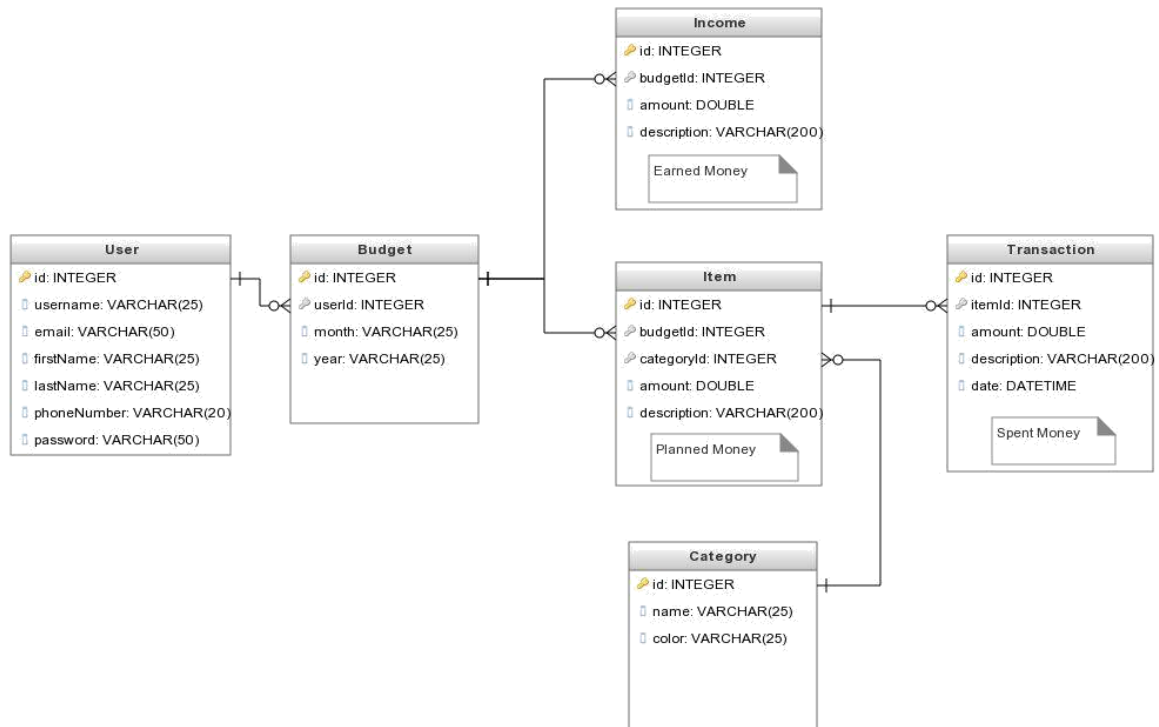 Income
id: INTEGER
budgetId: INTEGER
amount: DOUBLE
description: VARCHAR(200)
Earned Money
User
id: INTEGER
username: VARCHAR(25)
email: VARCHAR(50)
firstName: VARCHAR(25)
lastName: VARCHAR(25)
phoneNumber: VARCHAR(20)
password: VARCHAR(50)
Budget
id: INTEGER
userId: INTEGER
month: VARCHAR(25)
year: VARCHAR(25)
Item
id: INTEGER
budgetId: INTEGER
categoryId: INTEGER
amount: DOUBLE
description: VARCHAR(200)
Planned Money
Transaction
id: INTEGER
itemId: INTEGER
amount: DOUBLE
description: VARCHAR(200)
date: DATETIME
Spent Money
Category
id: INTEGER
name: VARCHAR(25)
color: VARCHAR(25)